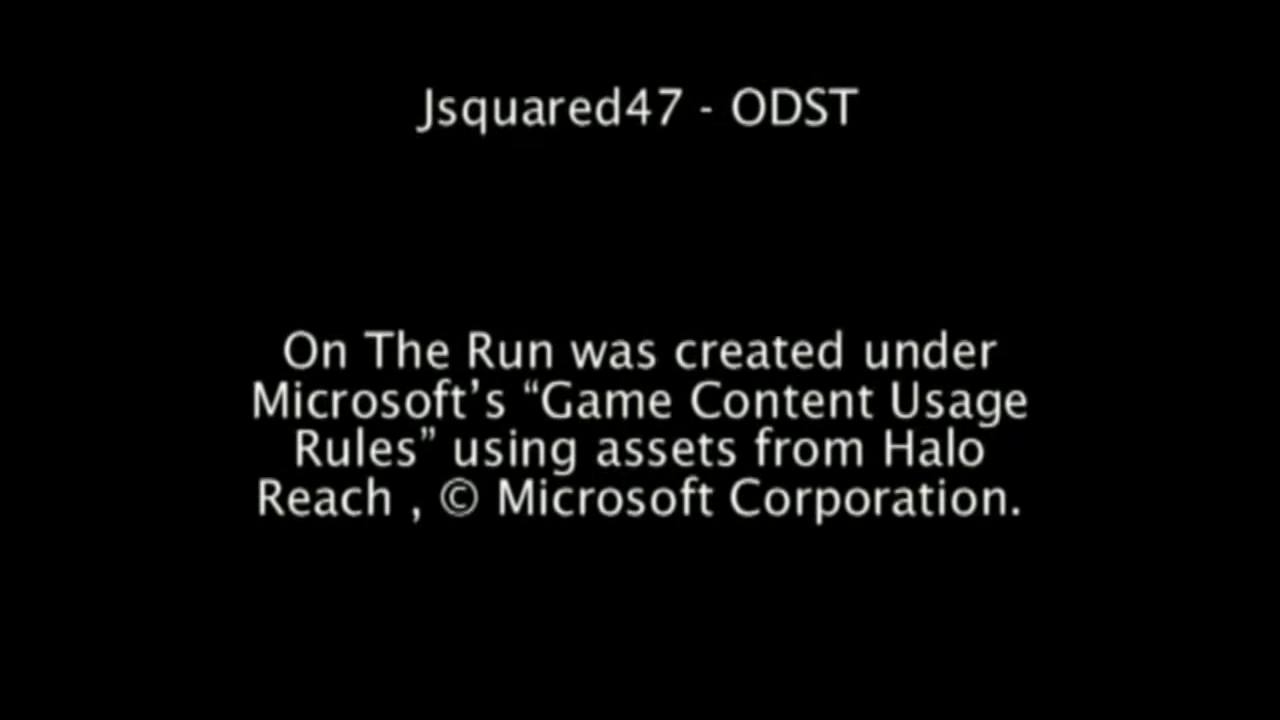 Jsquared47 - ODST
On The Run was created under
Microsoft’s “Game Content Usage
Rules” using assets from Halo
Reach , © Microsoft Corporation.